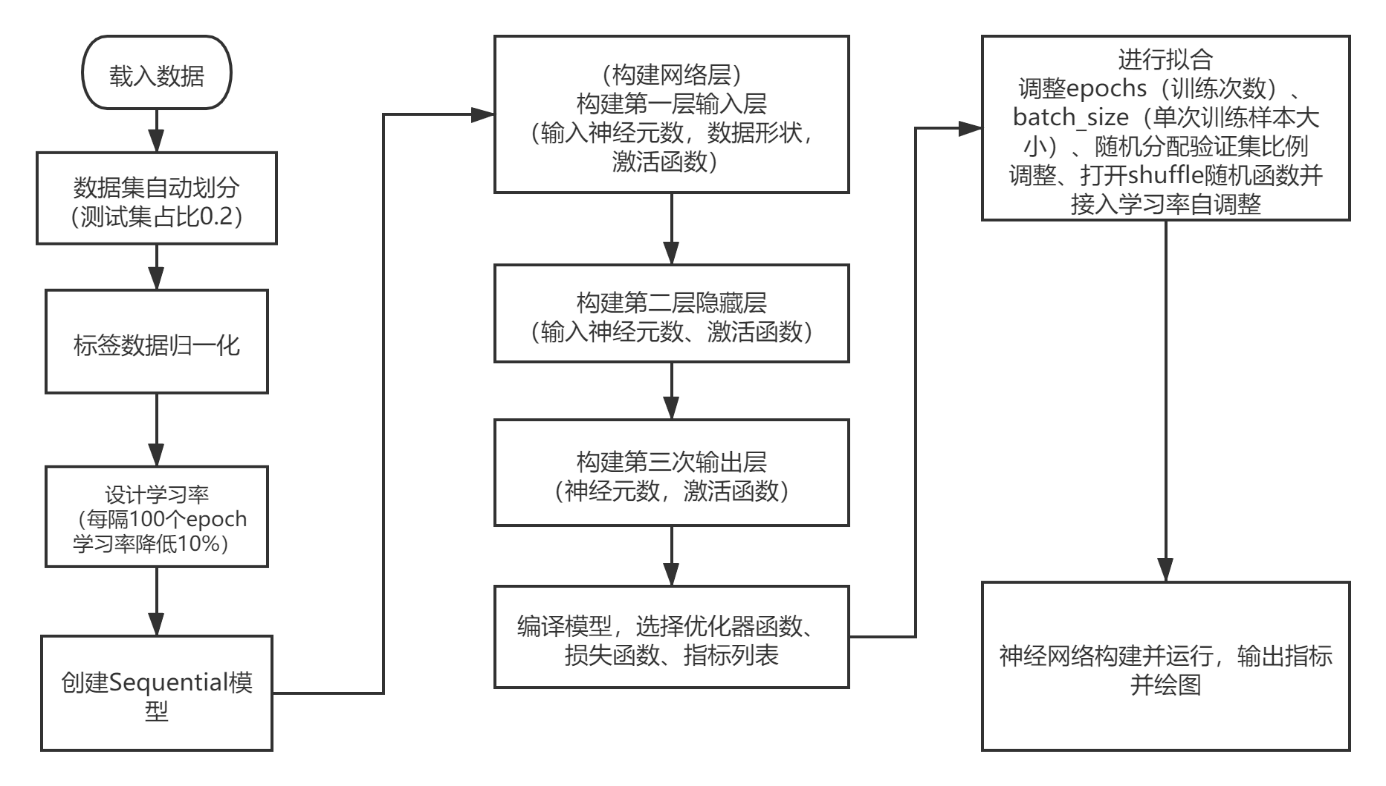 载入数据
数据集自动划分
（测试集占比0.2）
标签数据归一化
设计学习率
（每隔100个epoch
学习率降低10%）
创建Sequential模
型
（构建网络层）
构建第一层输入层
（输入神经元数，数据形状，
激活函数）
构建第二层隐藏层
（输入神经元数、激活函数）
构建第三次输出层
（神经元数，激活函数）
编译模型，选择优化器函数、
损失函数、指标列表
进行拟合
调整epochs（训练次数）、
batch_size（单次训练样本大
小）、随机分配验证集比例
调整、打开shuffle随机函数并
接入学习率自调整
神经网络构建并运行，输出指标
并绘图